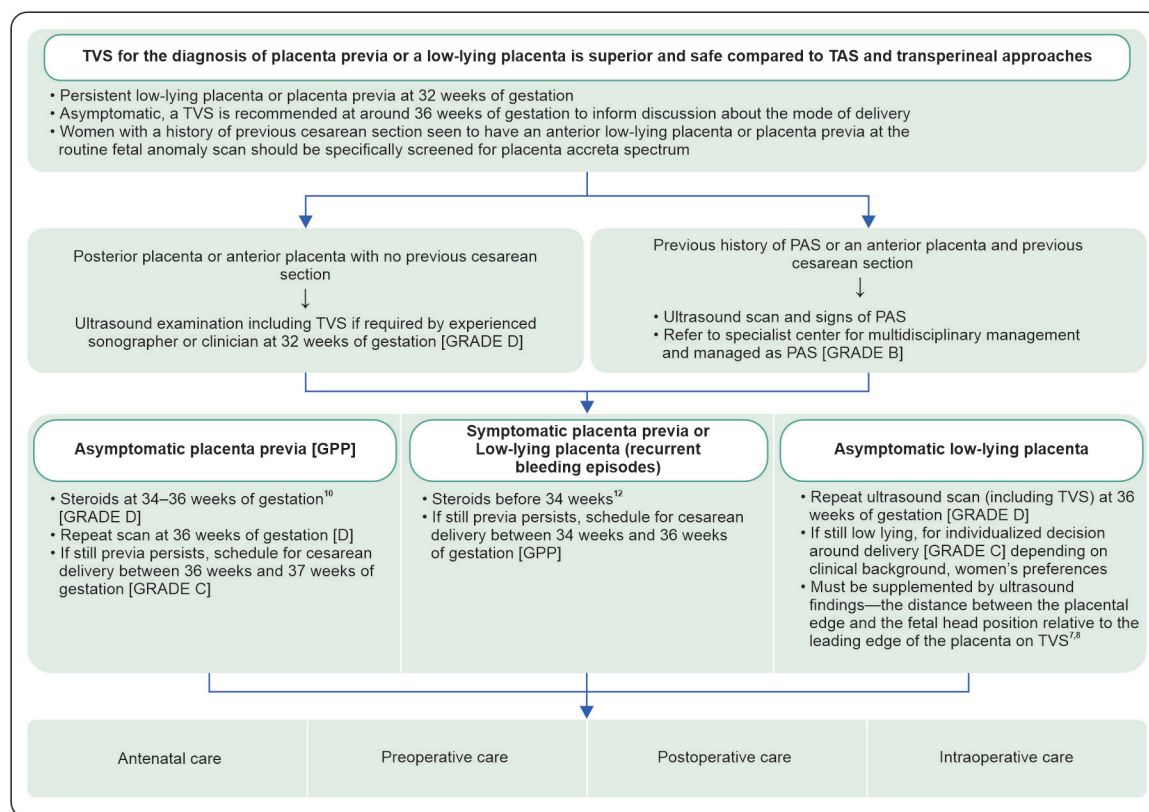 TVS for the diagnosis of placenta previa or a low-lying placenta is superior and safe compared to TAS and transperineal approaches
• Persistent low-lying placenta or placenta previa at 32 weeks of gestation
• Asymptomatic, a TVS is recommended at around 36 weeks of gestation to inform discussion about the mode of delivery
• Women with a history of previous cesarean section seen to have an anterior low-lying placenta or placenta previa at the
routine fetal anomaly scan should be specifically screened for placenta accreta spectrum
Posterior placenta or anterior placenta with no previous cesarean
section
↓
Ultrasound examination including TVS if required by experienced
sonographer or clinician at 32 weeks of gestation [GRADE D]
Previous history of PAS or an anterior placenta and previous
cesarean section
↓
• Ultrasound scan and signs of PAS
• Refer to specialist center for multidisciplinary management
and managed as PAS [GRADE B]
Asymptomatic placenta previa [GPP]
• Steroids at 34–36 weeks of gestation¹⁰
[GRADE D]
• Repeat scan at 36 weeks of gestation [D]
• If still previa persists, schedule for cesarean
delivery between 36 weeks and 37 weeks of
gestation [GRADE C]
Symptomatic placenta previa or
Low-lying placenta (recurrent
bleeding episodes)
• Steroids before 34 weeks¹²
• If still previa persists, schedule for cesarean
delivery between 34 weeks and 36 weeks
of gestation [GPP]
Asymptomatic low-lying placenta
• Repeat ultrasound scan (including TVS) at 36
weeks of gestation [GRADE D]
• If still low lying, for individualized decision
around delivery [GRADE C] depending on
clinical background, women's preferences
• Must be supplemented by ultrasound
findings—the distance between the placental
edge and the fetal head position relative to the
leading edge of the placenta on TVS⁷,⁸
Antenatal care
Preoperative care
Postoperative care
Intraoperative care